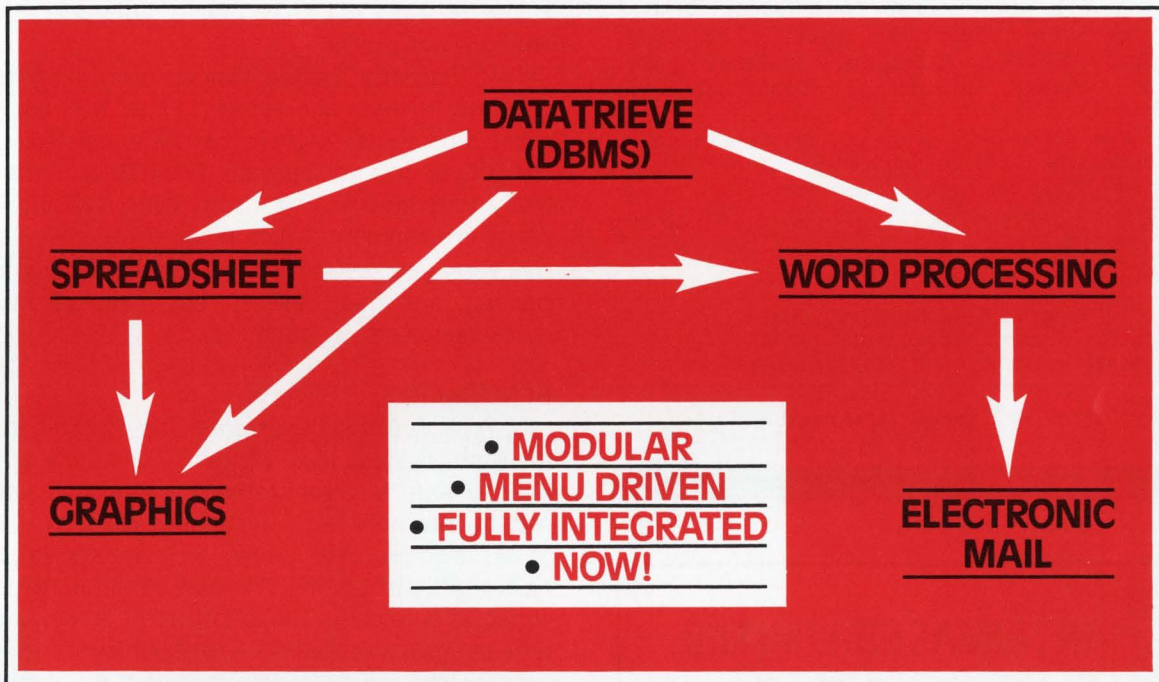 DATATRIEVE
(DBMS)
SPREADSHEET
WORD PROCESSING
GRAPHICS
• MODULAR
• MENU DRIVEN
• FULLY INTEGRATED
• NOW!
ELECTRONIC
MAIL